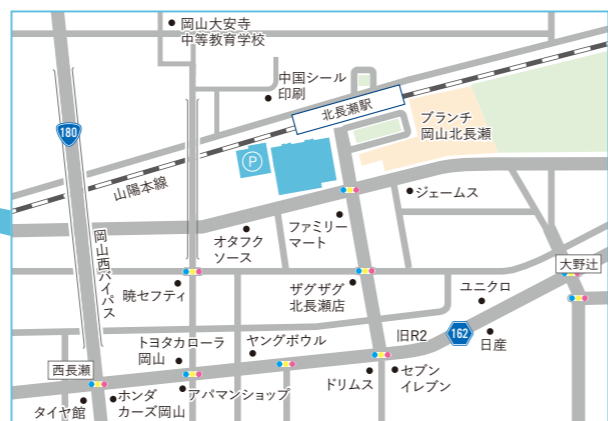 岡山大安寺
中等教育学校
中国シール
印刷
北長瀬駅
ブランチ
岡山北長瀬
180
P
山陽本線
ジェームス
オタフク
ソース
ファミリー
マート
岡山西バイパス
大野辻
暁セフティ
ザグザグ
北長瀬店
ユニクロ
トヨタカローラ
岡山
ヤングボウル
旧R2
162
日産
西長瀬
ドリムス
セブン
イレブン
タイヤ館
ホンダ
カーズ岡山
アパマンショップ